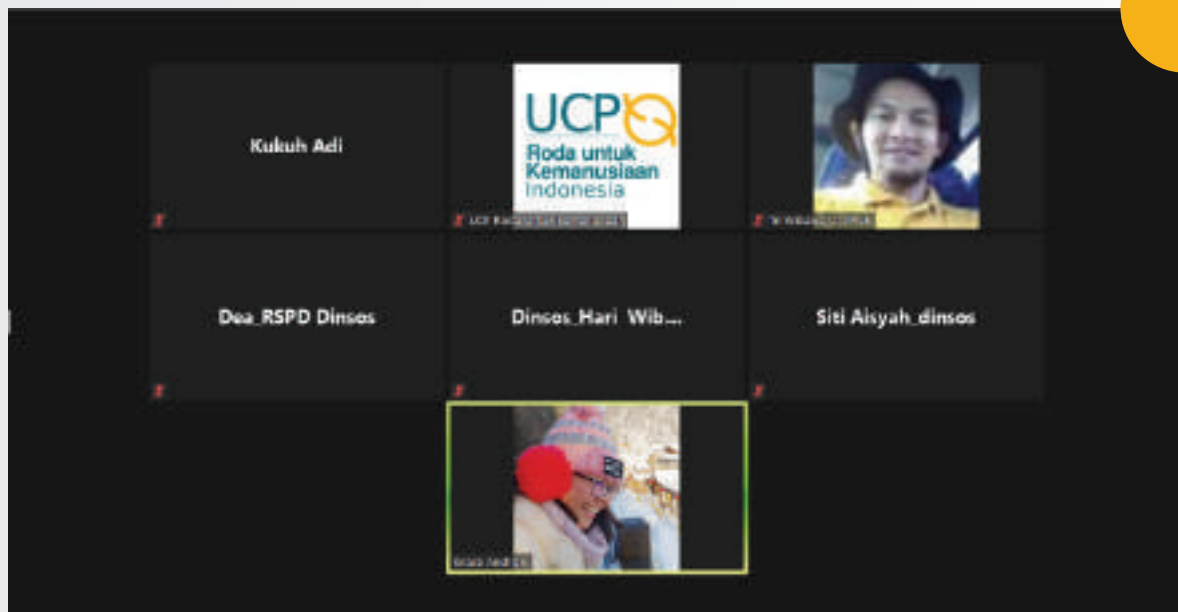 Kukuh Adi
UCP
Roda untuk
Kemanusiaan
Indonesia
Dea_RSPD Dinsos
Dinsos_Hari Wib...
Siti Aisyah_dinsos